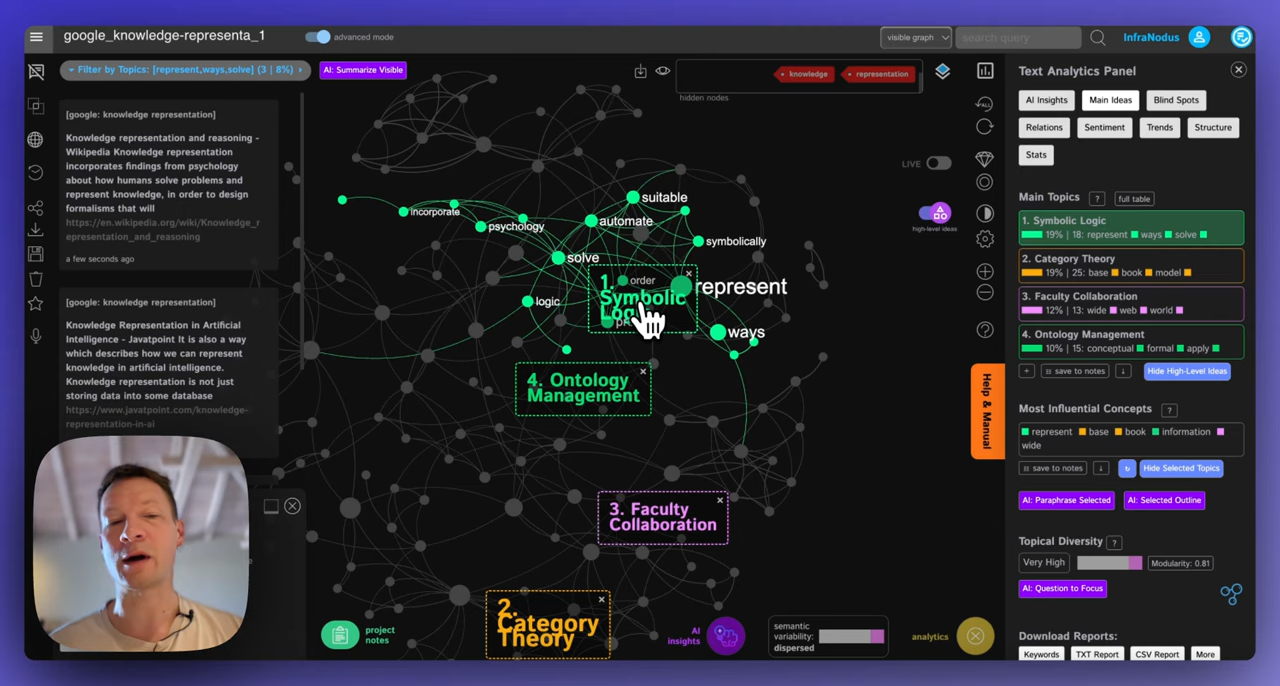 google_knowledge-representa_1
advanced mode
visible graph
search query
InfraNodus
Filter by Topics: [represent,ways,solve] (3 | 8%)
AI: Summarize Visible
[google: knowledge representation]
Knowledge representation and reasoning -
Wikipedia Knowledge representation
incorporates findings from psychology
about how humans solve problems and
represent knowledge, in order to design
formalisms that will
https://en.wikipedia.org/wiki/Knowledge_r
epresentation_and_reasoning
a few seconds ago
[google: knowledge representation]
Knowledge Representation in Artificial
Intelligence - Javatpoint It is also a way
which describes how we can represent
knowledge in artificial intelligence.
Knowledge representation is not just
storing data into some database
https://www.javatpoint.com/knowledge-
representation-in-ai
knowledge
representation
hidden nodes
LIVE
high-level ideas
suitable
incorporate
automate
psychology
symbolically
solve
order
represent
logic
ways
1.
Symbolic
4. Ontology
Management
3. Faculty
Collaboration
2.
Category
Theory
project
notes
AI
insights
semantic
variability:
dispersed
analytics
ALL
Help & Manual
Text Analytics Panel
AI Insights
Main Ideas
Blind Spots
Relations
Sentiment
Trends
Structure
Stats
Main Topics ? full table
1. Symbolic Logic
19% | 18: represent ways solve
2. Category Theory
19% | 25: base book model
3. Faculty Collaboration
12% | 13: wide web world
4. Ontology Management
10% | 15: conceptual formal apply
+ save to notes ↓ Hide High-Level Ideas
Most Influential Concepts ?
represent base book information
wide
save to notes ↓ ↻ Hide Selected Topics
AI: Paraphrase Selected
AI: Selected Outline
Topical Diversity ?
Very High
Modularity: 0.81
AI: Question to Focus
Download Reports:
Keywords
TXT Report
CSV Report
More